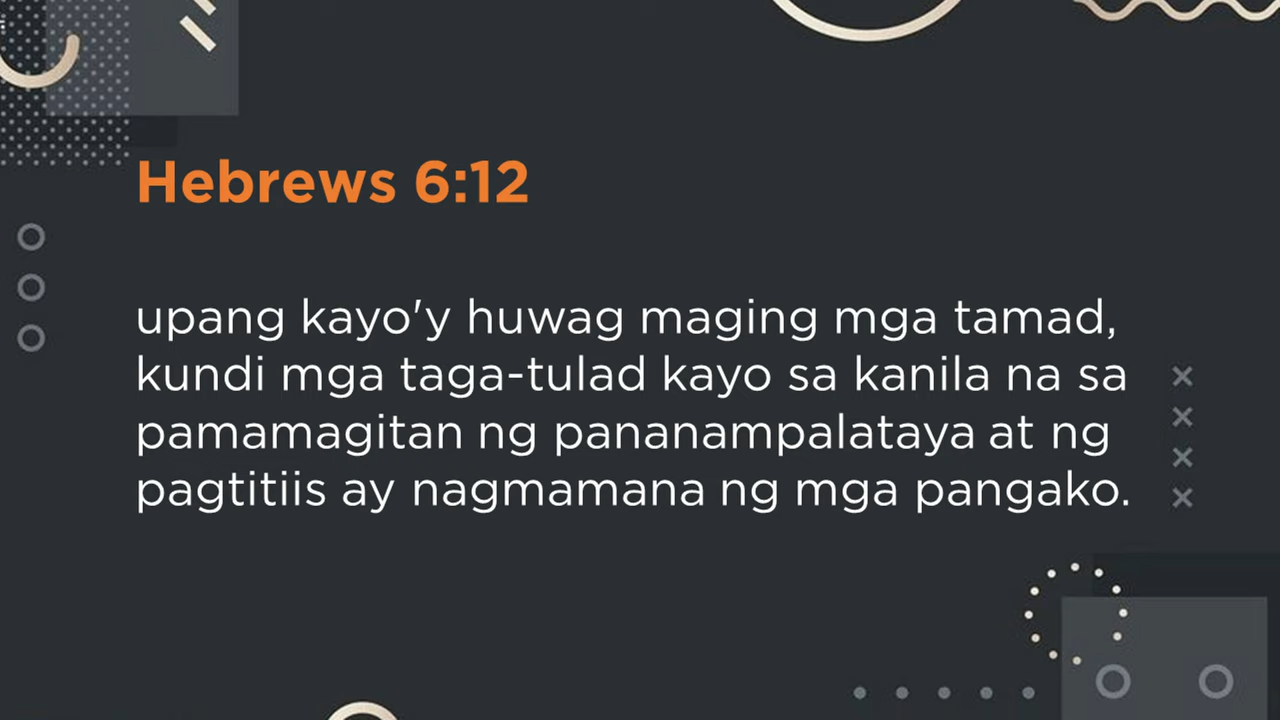 Hebrews 6:12
upang kayo'y huwag maging mga tamad,
kundi mga taga-tulad kayo sa kanila na sa
pamamagitan ng pananampalataya at ng
pagtitiis ay nagmamana ng mga pangako.